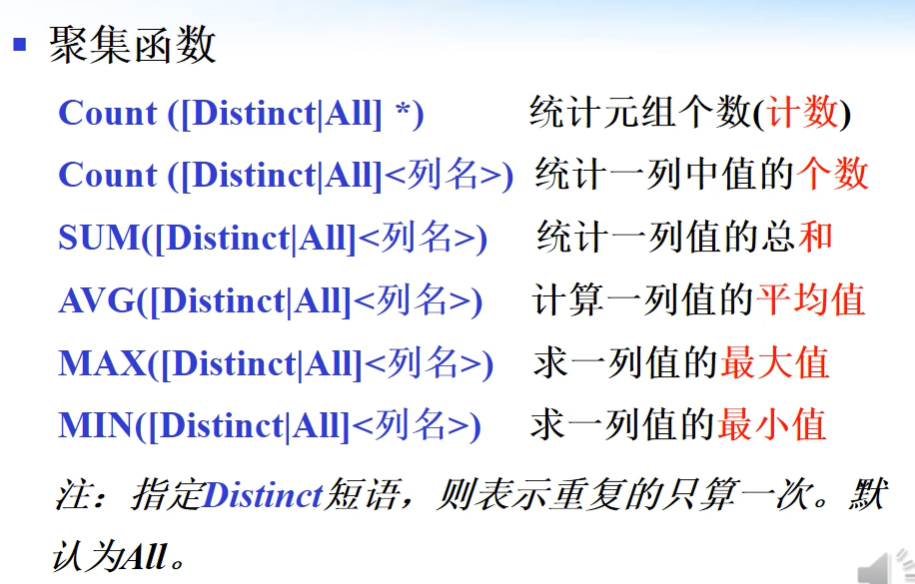 聚集函数
Count ([Distinct|All] *) 统计元组个数(计数)
Count ([Distinct|All]<列名>) 统计一列中值的个数
SUM([Distinct|All]<列名>) 统计一列值的总和
AVG([Distinct|All]<列名>) 计算一列值的平均值
MAX([Distinct|All]<列名>) 求一列值的最大值
MIN([Distinct|All]<列名>) 求一列值的最小值
注：指定Distinct短语，则表示重复的只算一次。默
认为All。